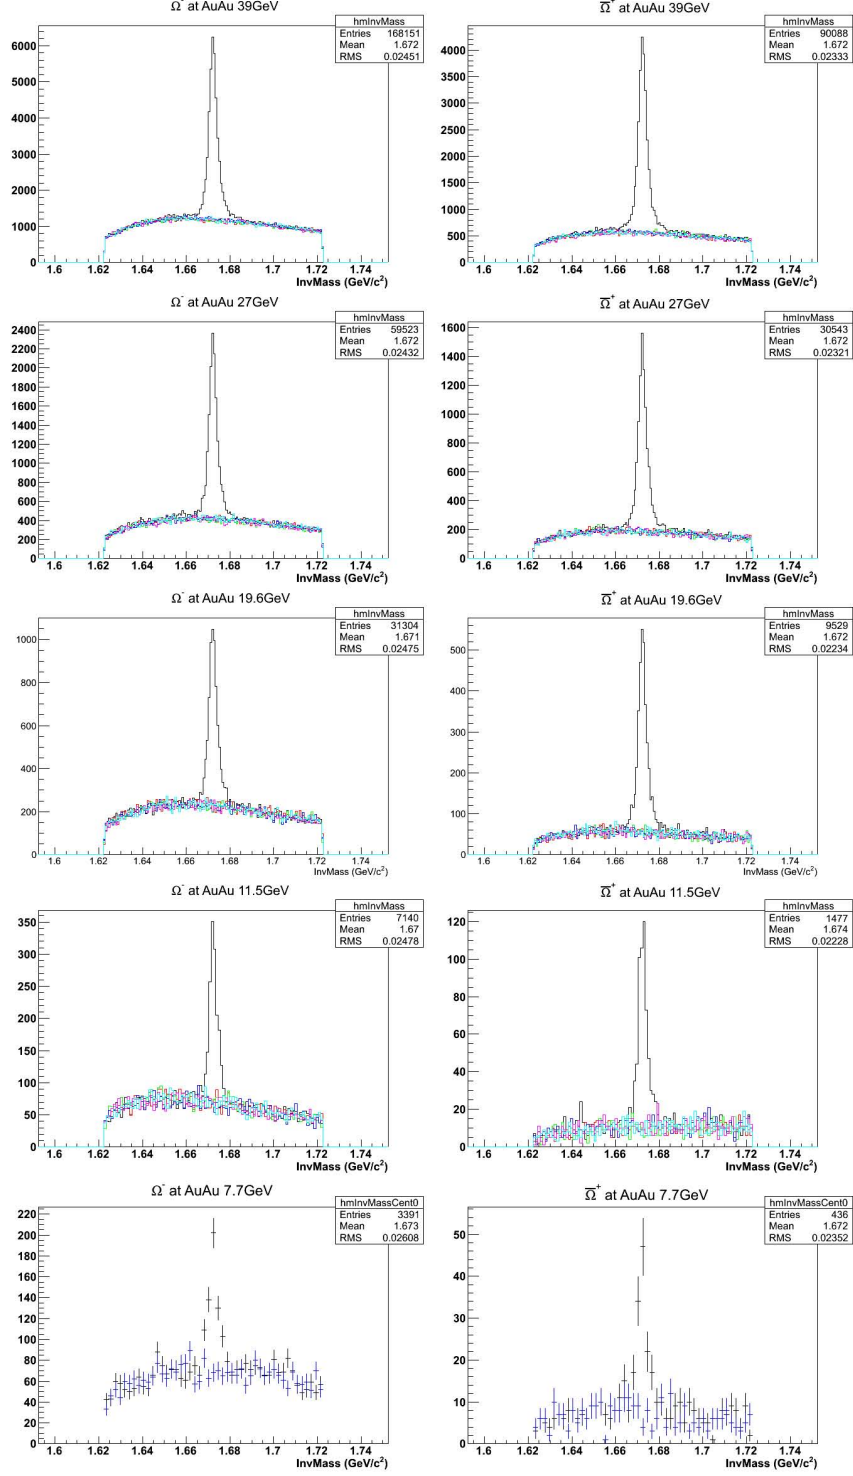 Ω⁻ at AuAu 39GeV
hmInvMass
Entries 168151
Mean 1.672
RMS 0.02451
6000
5000
4000
3000
2000
1000
0
1.6 1.62 1.64 1.66 1.68 1.7 1.72 1.74
InvMass (GeV/c²)
Ω̅⁺ at AuAu 39GeV
hmInvMass
Entries 90088
Mean 1.672
RMS 0.02333
4000
3500
3000
2500
2000
1500
1000
500
0
1.6 1.62 1.64 1.66 1.68 1.7 1.72 1.74
InvMass (GeV/c²)
Ω⁻ at AuAu 27GeV
hmInvMass
Entries 59523
Mean 1.672
RMS 0.02432
2400
2200
2000
1800
1600
1400
1200
1000
800
600
400
200
0
1.6 1.62 1.64 1.66 1.68 1.7 1.72 1.74
InvMass (GeV/c²)
Ω̅⁺ at AuAu 27GeV
hmInvMass
Entries 30543
Mean 1.672
RMS 0.02321
1600
1400
1200
1000
800
600
400
200
0
1.6 1.62 1.64 1.66 1.68 1.7 1.72 1.74
InvMass (GeV/c²)
Ω⁻ at AuAu 19.6GeV
hmInvMass
Entries 31304
Mean 1.671
RMS 0.02475
1000
800
600
400
200
0
1.6 1.62 1.64 1.66 1.68 1.7 1.72 1.74
InvMass (GeV/c²)
Ω̅⁺ at AuAu 19.6GeV
hmInvMass
Entries 9529
Mean 1.672
RMS 0.02234
500
400
300
200
100
0
1.6 1.62 1.64 1.66 1.68 1.7 1.72 1.74
InvMass (GeV/c²)
Ω⁻ at AuAu 11.5GeV
hmInvMass
Entries 7140
Mean 1.67
RMS 0.02478
350
300
250
200
150
100
50
0
1.6 1.62 1.64 1.66 1.68 1.7 1.72 1.74
InvMass (GeV/c²)
Ω̅⁺ at AuAu 11.5GeV
hmInvMass
Entries 1477
Mean 1.674
RMS 0.02228
120
100
80
60
40
20
0
1.6 1.62 1.64 1.66 1.68 1.7 1.72 1.74
InvMass (GeV/c²)
Ω⁻ at AuAu 7.7GeV
hmInvMassCent0
Entries 3391
Mean 1.673
RMS 0.02608
220
200
180
160
140
120
100
80
60
40
20
0
1.6 1.62 1.64 1.66 1.68 1.7 1.72 1.74
InvMass (GeV/c²)
Ω̅⁺ at AuAu 7.7GeV
hmInvMassCent0
Entries 436
Mean 1.672
RMS 0.02352
50
40
30
20
10
0
1.6 1.62 1.64 1.66 1.68 1.7 1.72 1.74
InvMass (GeV/c²)